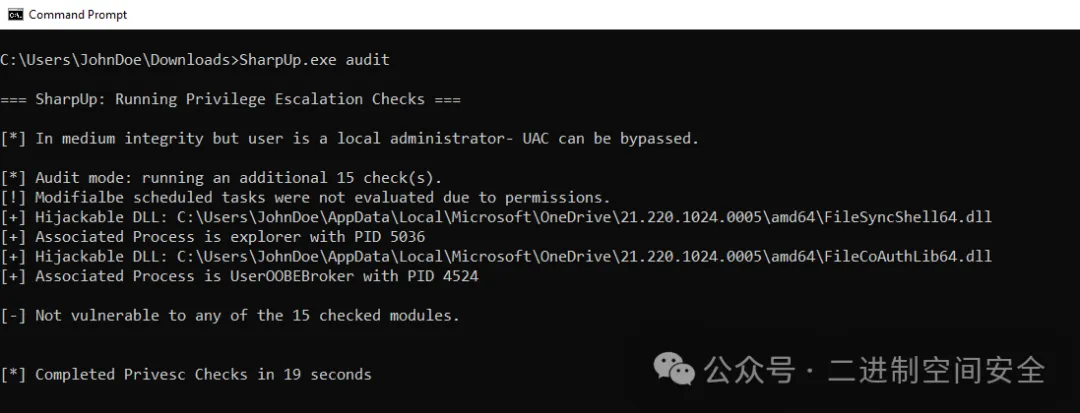 Command Prompt
C:\Users\JohnDoe\Downloads>SharpUp.exe audit
=== SharpUp: Running Privilege Escalation Checks ===
[*] In medium integrity but user is a local administrator- UAC can be bypassed.
[*] Audit mode: running an additional 15 check(s).
[!] Modifialbe scheduled tasks were not evaluated due to permissions.
[+] Hijackable DLL: C:\Users\JohnDoe\AppData\Local\Microsoft\OneDrive\21.220.1024.0005\amd64\FileSyncShell64.dll
[+] Associated Process is explorer with PID 5036
[+] Hijackable DLL: C:\Users\JohnDoe\AppData\Local\Microsoft\OneDrive\21.220.1024.0005\amd64\FileCoAuthLib64.dll
[+] Associated Process is UserOOBEBroker with PID 4524
[-] Not vulnerable to any of the 15 checked modules.
[*] Completed Privesc Checks in 19 seconds
公众号 · 二进制空间安全